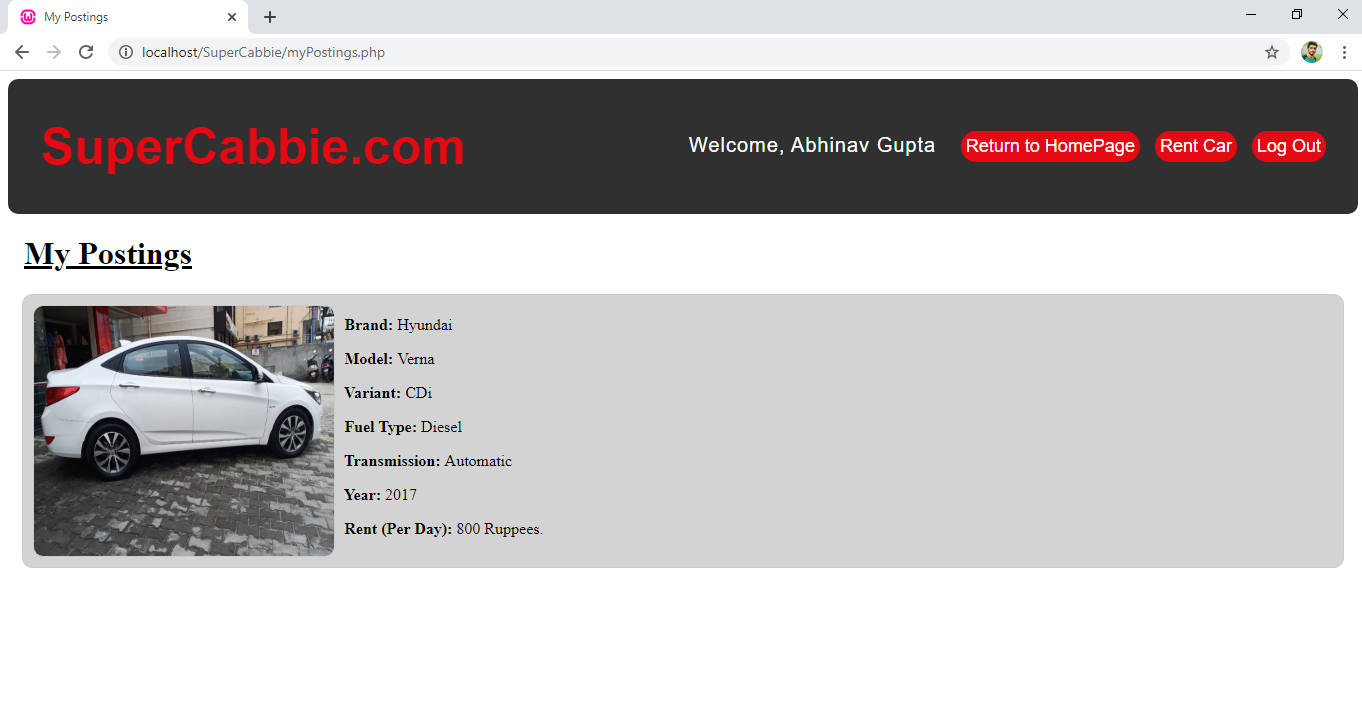 My Postings
localhost/SuperCabbie/myPostings.php
SuperCabbie.com
Welcome, Abhinav Gupta
Return to HomePage
Rent Car
Log Out
My Postings
Brand: Hyundai
Model: Verna
Variant: CDi
Fuel Type: Diesel
Transmission: Automatic
Year: 2017
Rent (Per Day): 800 Ruppees.